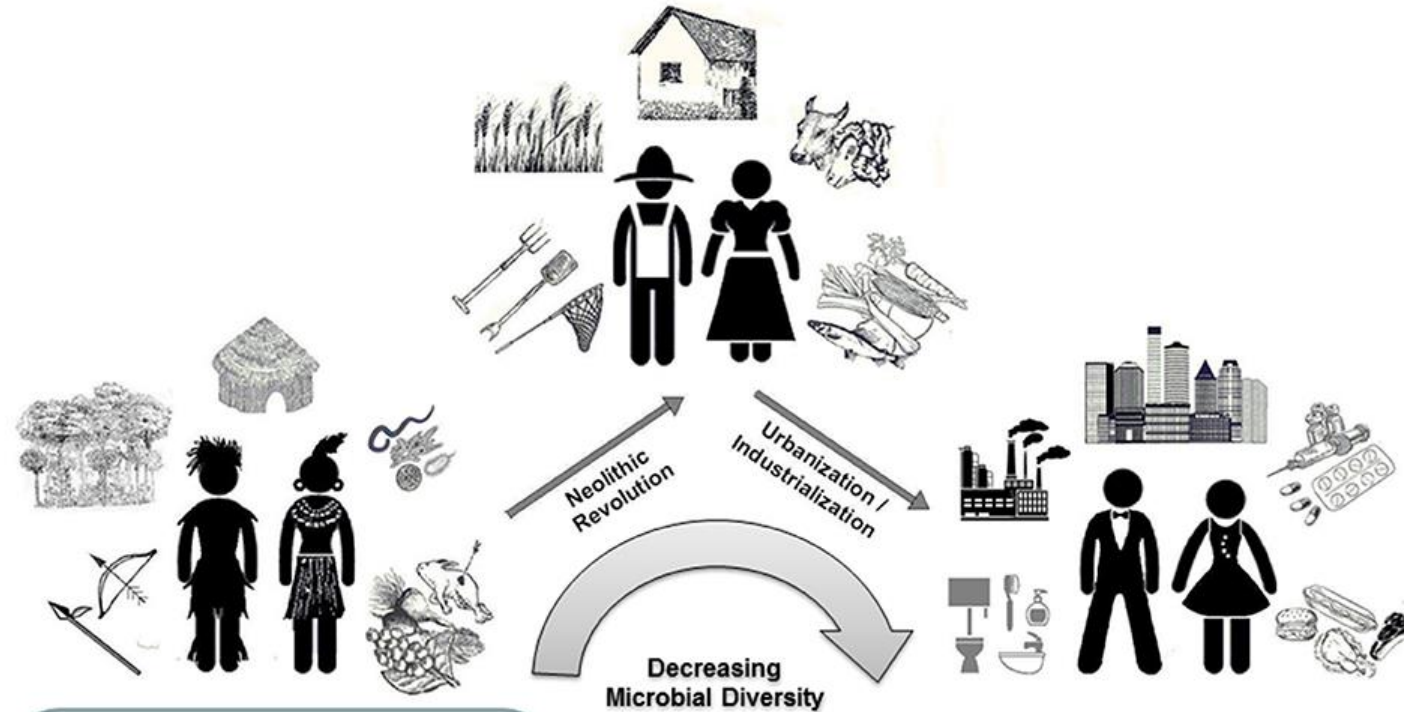 Neolithic
Revolution
Urbanization /
Industrialization
Decreasing
Microbial Diversity